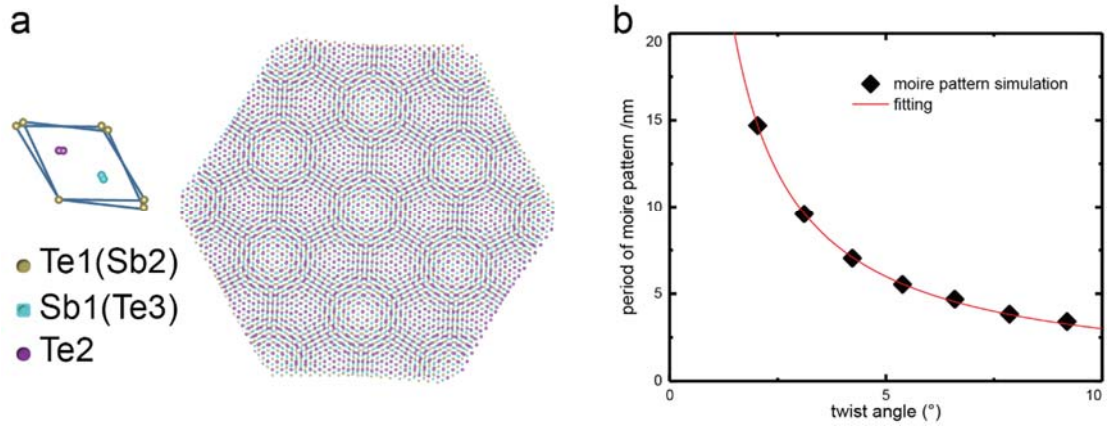 a
Te1(Sb2)
Sb1(Te3)
Te2
b
period of moire pattern /nm
20
15
10
5
0
moire pattern simulation
fitting
0
5
10
twist angle (°)